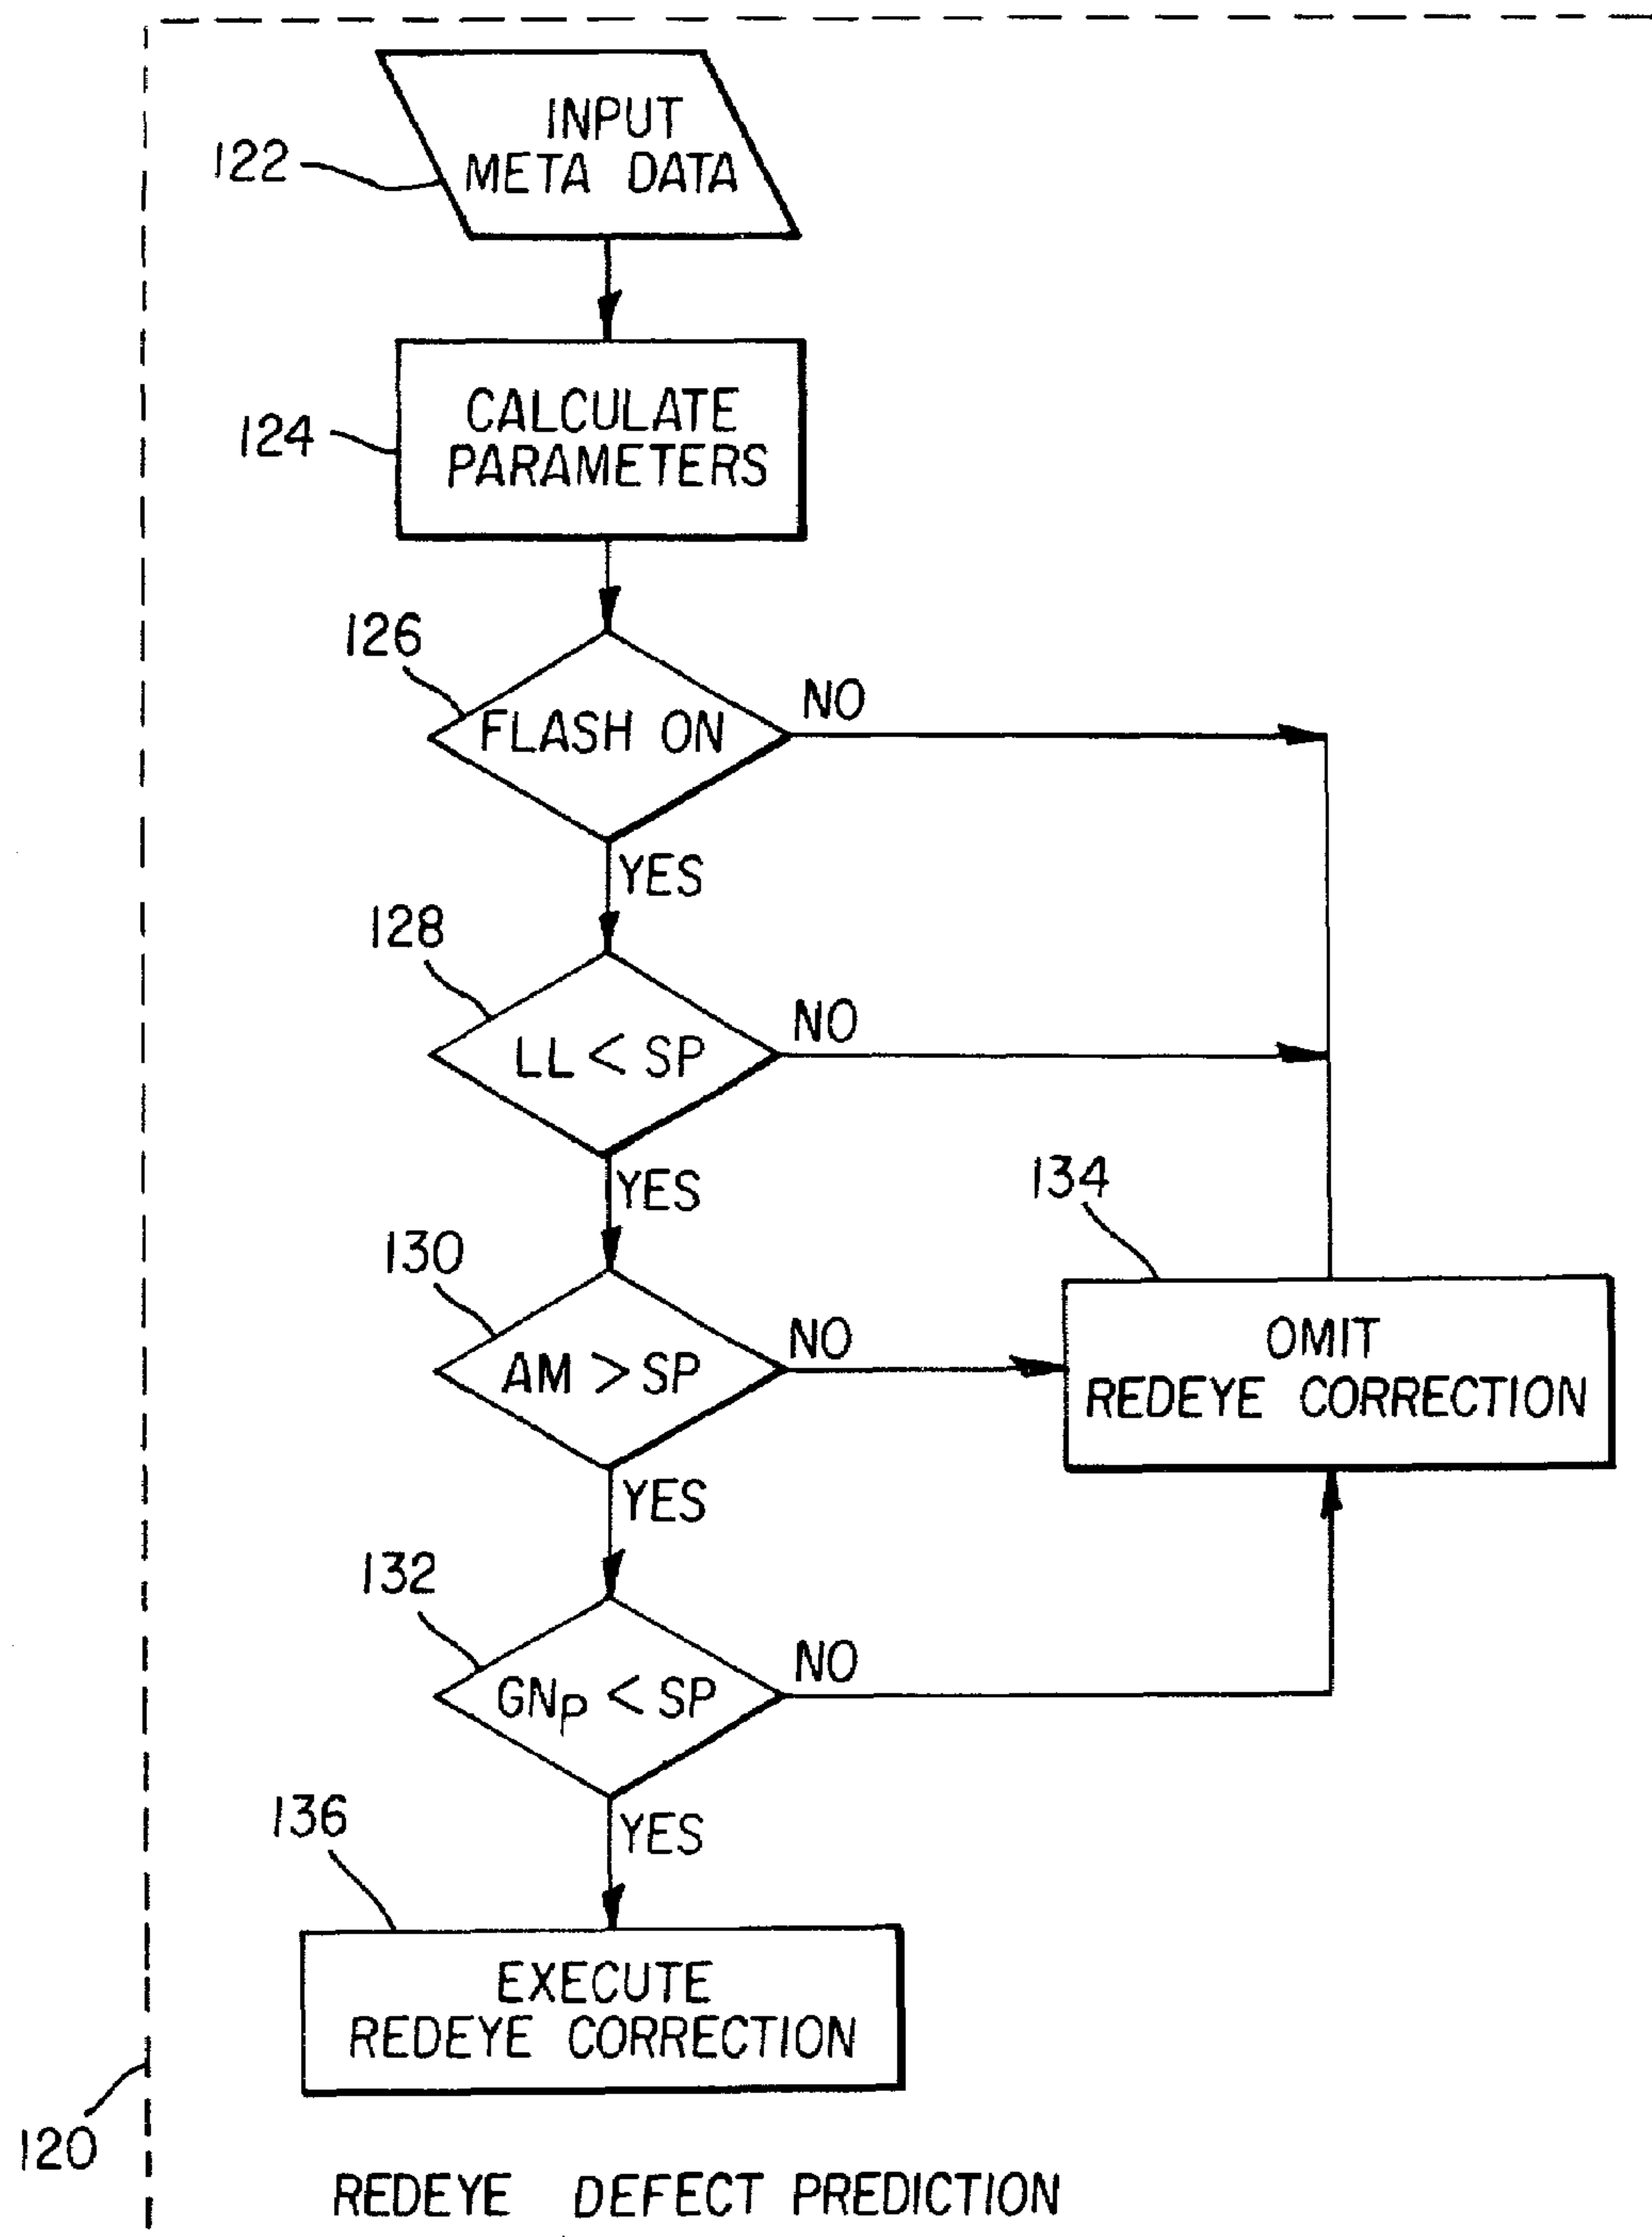 INPUT
META DATA
122
CALCULATE
PARAMETERS
124
126
FLASH ON
NO
YES
128
LL < SP
NO
YES
134
130
AM > SP
NO
OMIT
REDEYE CORRECTION
YES
132
GNP < SP
NO
YES
136
EXECUTE
REDEYE CORRECTION
120
REDEYE DEFECT PREDICTION